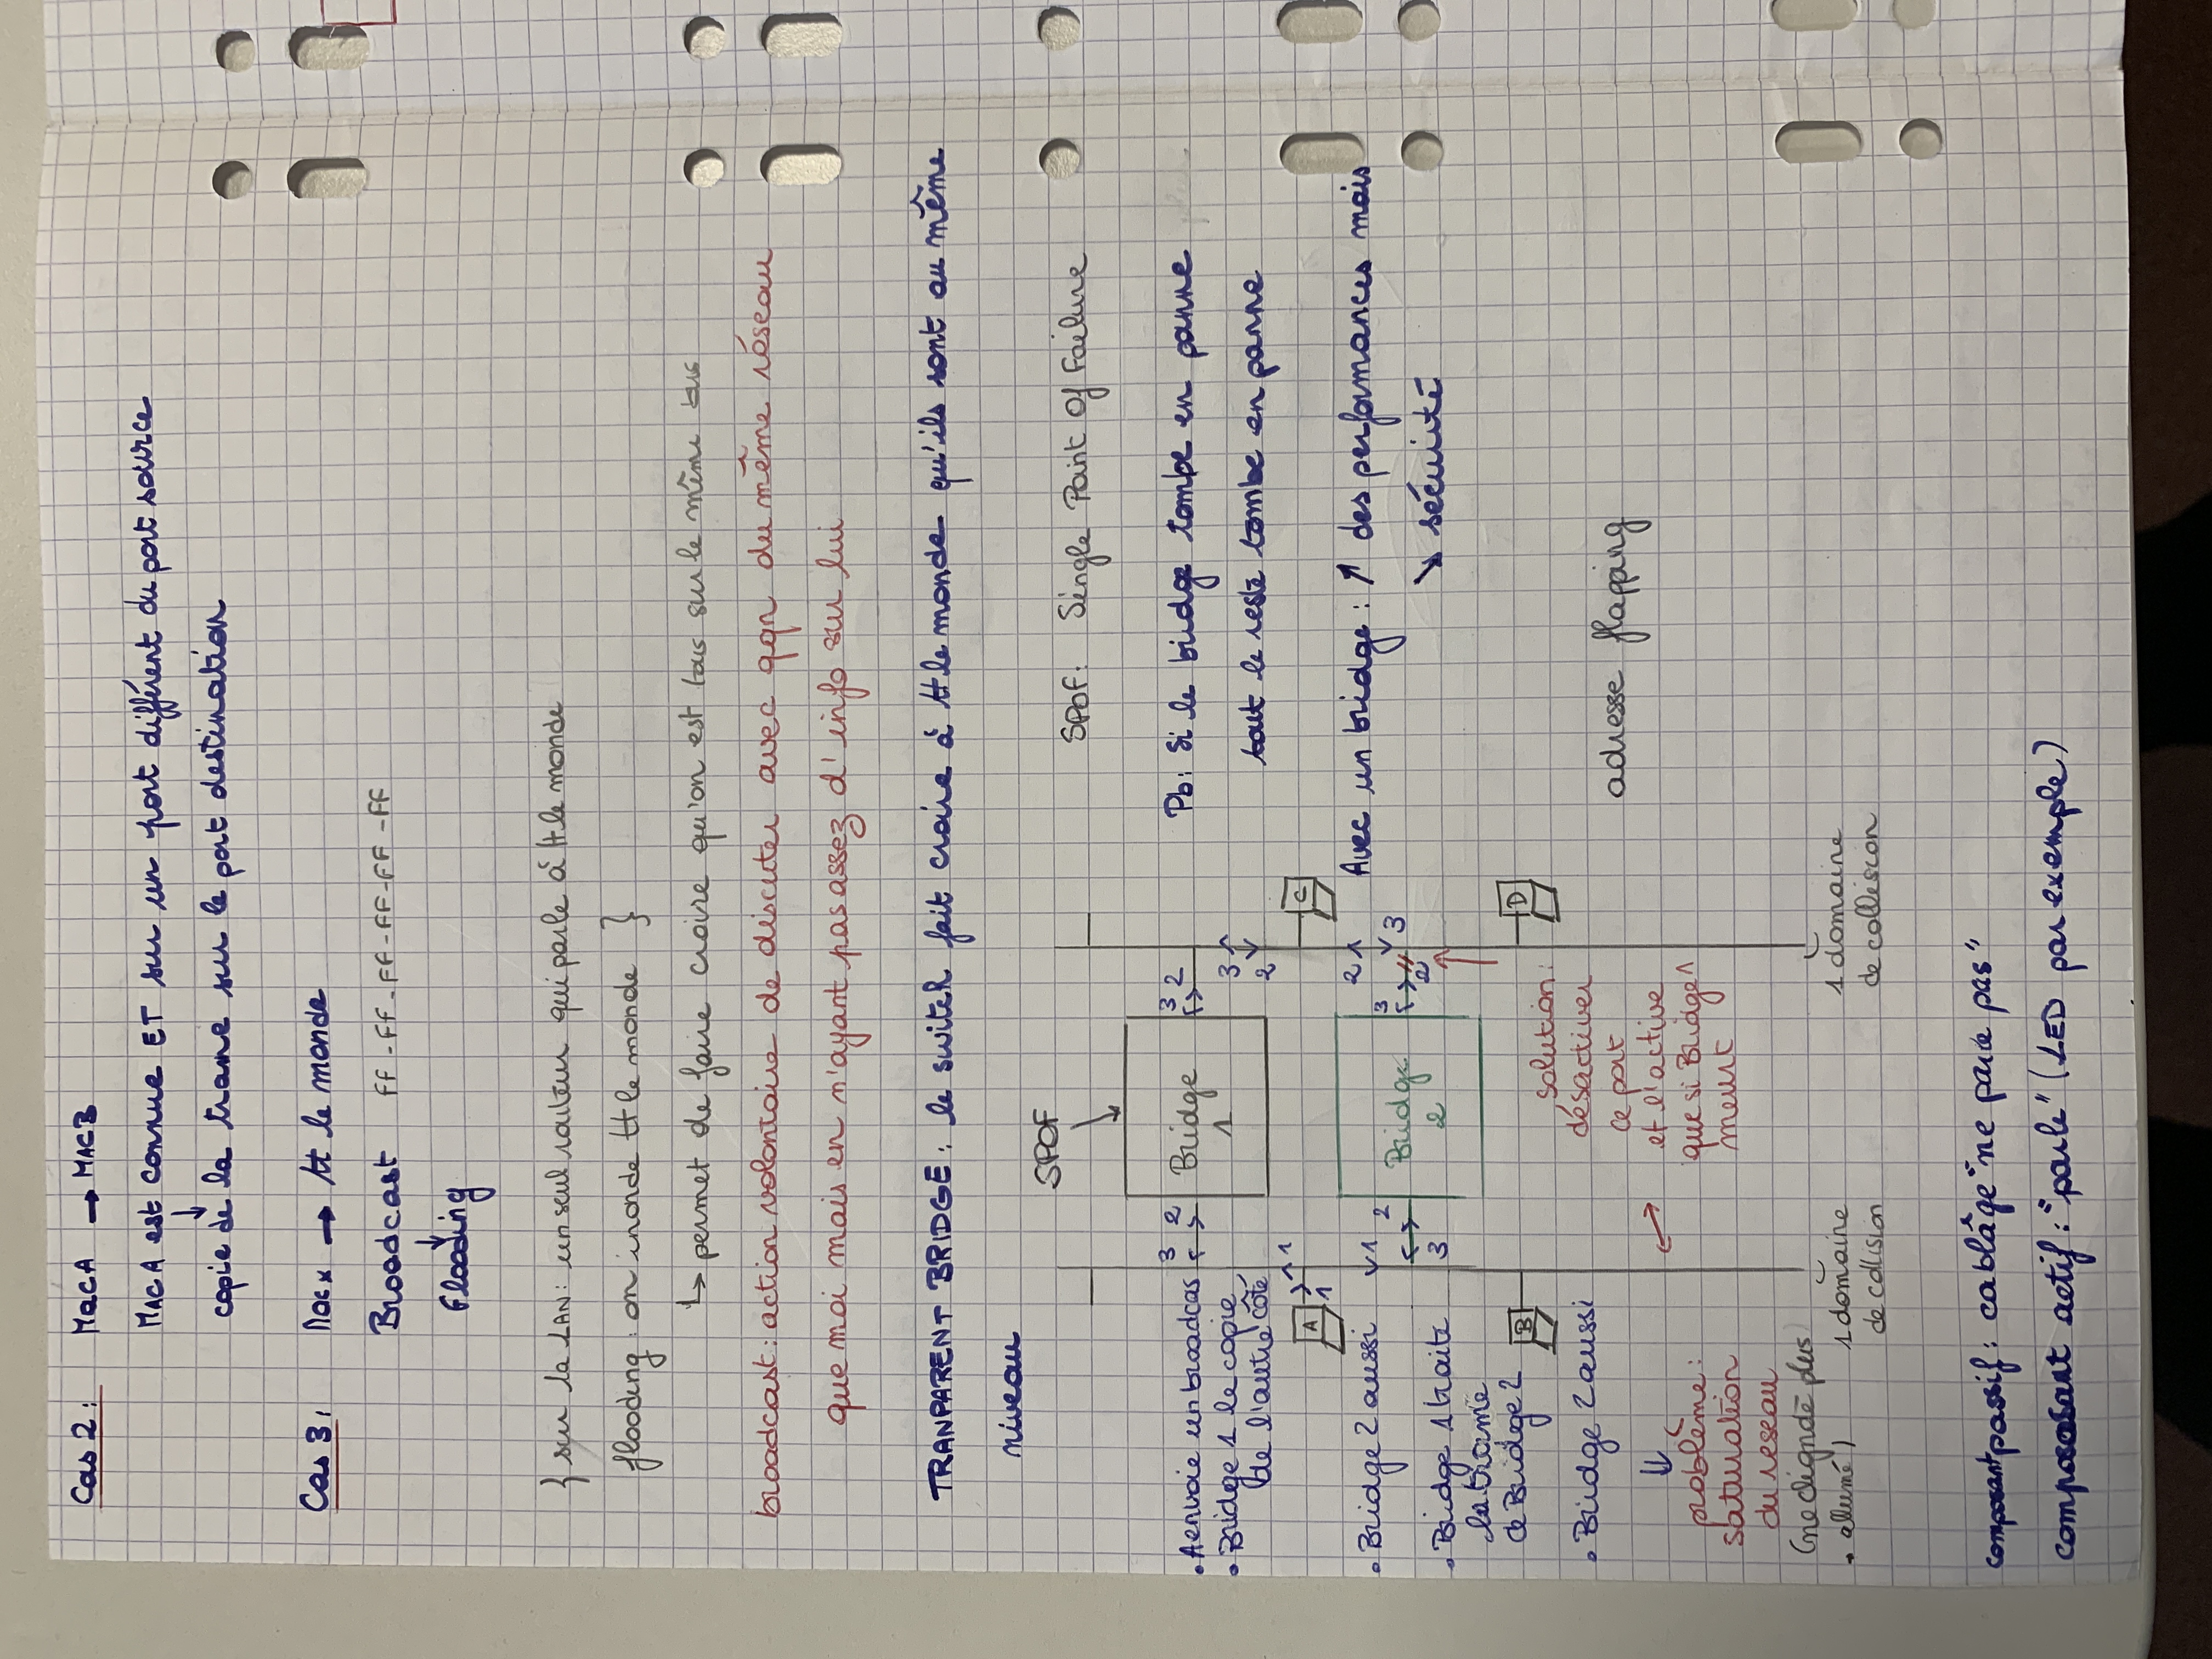 Cas 2: MacA → MACB
MACA est connue ET sur un port différent du port source
↓
copie de la trame sur le port destination
Cas 3: Macx → tt le monde
Broadcast FF-FF-FF-FF-FF-FF
↓
Flooding
} sur la LAN: un seul routeur qui parle à tt le monde
flooding: on inonde tt le monde }
↳ permet de faire croire qu'on est tous sur le même bus
broadcast: action volontaire de discuter avec qqn du même réseau
que moi mais en n'ayant pas assez d'info sur lui
TRANPARENT BRIDGE: le switch fait croire à tt le monde qu'ils sont au même
niveau
SPOF
SPOF: Single Point Of Failure
• A envoie un broadcas
• Bridge 1 le copie
de l'autre côté
3 2
Bridge
1
3 2
3
2
Pb: Si le bridge tombe en panne
tout le reste tombe en panne
A
1
1
C
• Bridge 2 aussi
1
2
3
Bridge
2
2
3
2
3
Avec un bridge: ↑ des performances mais
↘ sécurité
• Bridge 1 traite
la trame
de Bridge 2
B
D
• Bridge 2 aussi
⇓
problème:
saturation
du reseau
solution:
désactiver
ce port
et l'active
que si Bridge 1
meurt
adresse flapping
(ne clignote plus
→ allumé)
1 domaine
de collision
1 domaine
de collision
composant passif: cablâge "ne parle pas"
composant actif: "parle" (LED par exemple)